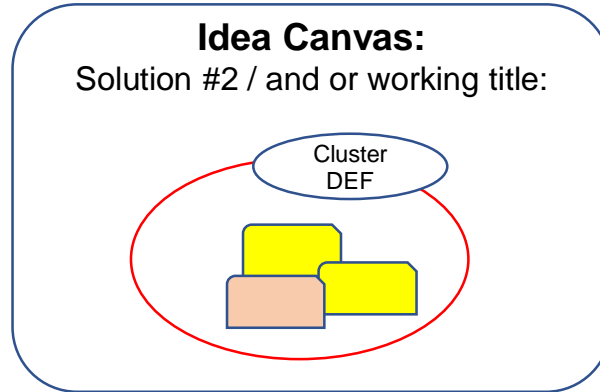 Idea Canvas:
Solution #2 / and or working title:
Cluster
DEF